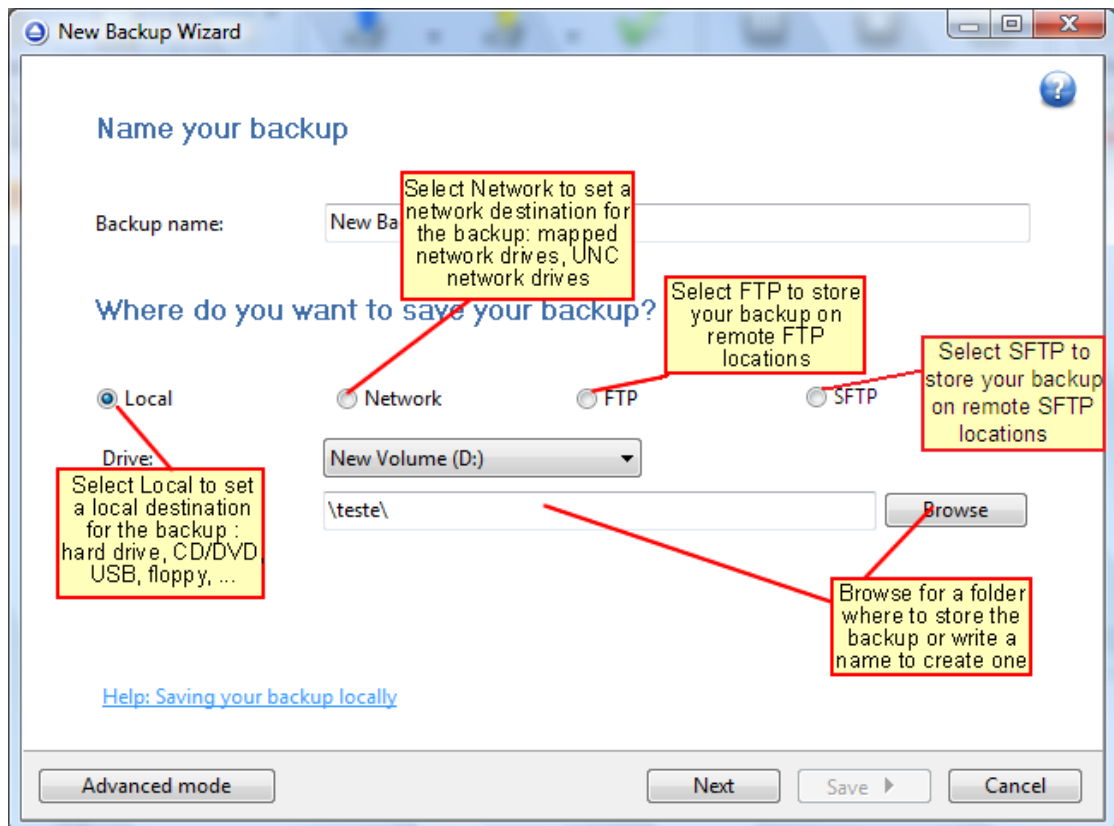 New Backup Wizard
Name your backup
Backup name:
New Ba
Select Network to set a
network destination for
the backup: mapped
network drives, UNC
network drives
Where do you want to save your backup?
Select FTP to store
your backup on
remote FTP
locations
Select SFTP to
store your backup
on remote SFTP
locations
Local
Network
FTP
SFTP
Drive:
New Volume (D:)
Select Local to set
a local destination
for the backup :
hard drive, CD/DVD,
USB, floppy, ...
\teste\
Browse
Browse for a folder
where to store the
backup or write a
name to create one
Help: Saving your backup locally
Advanced mode
Next
Save
Cancel